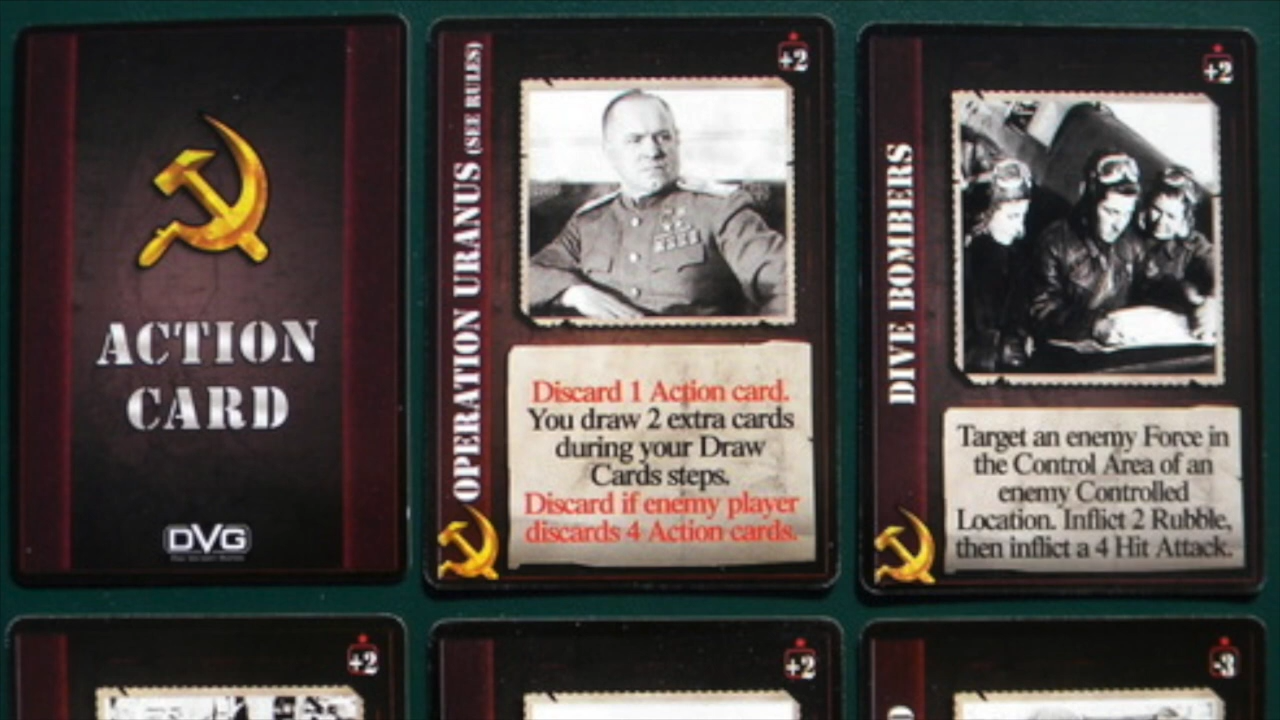 ACTION
CARD
DVG
OPERATION URANUS (SEE RULES)
+2
Discard 1 Action card.
You draw 2 extra cards
during your Draw
Cards steps.
Discard if enemy player
discards 4 Action cards.
DIVE BOMBERS
+2
Target an enemy Force in
the Control Area of an
enemy Controlled
Location. Inflict 2 Rubble,
then inflict a 4 Hit Attack.
+2
+2
-3